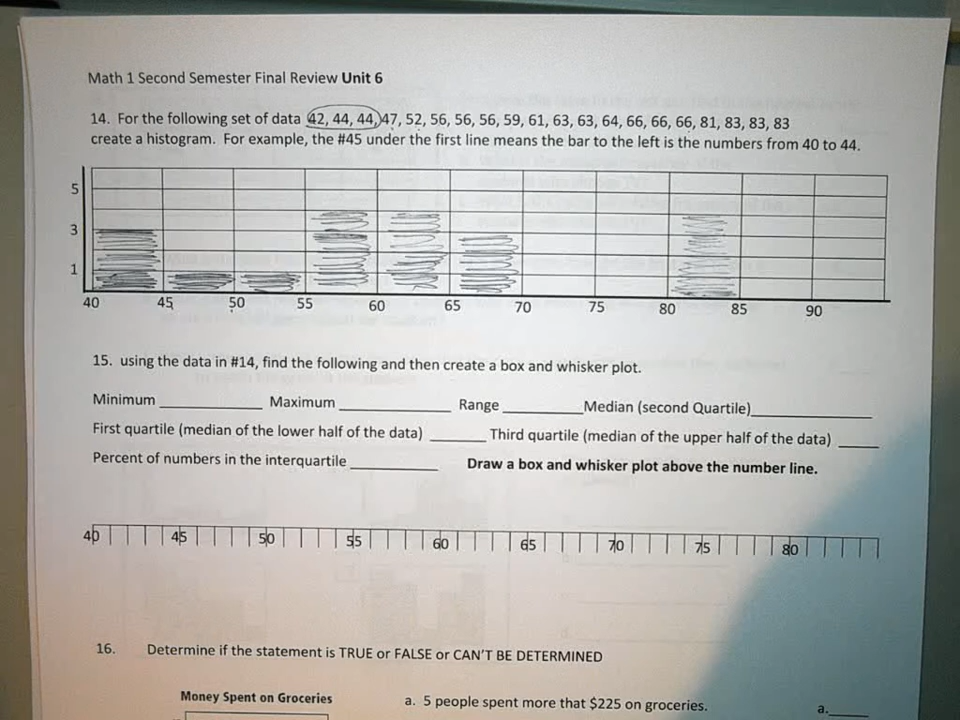 Math 1 Second Semester Final Review Unit 6
14. For the following set of data 42, 44, 44, 47, 52, 56, 56, 56, 59, 61, 63, 63, 64, 66, 66, 66, 81, 83, 83, 83
create a histogram. For example, the #45 under the first line means the bar to the left is the numbers from 40 to 44.
5
3
1
40 45 50 55 60 65 70 75 80 85 90
15. using the data in #14, find the following and then create a box and whisker plot.
Minimum ____________ Maximum ____________ Range __________ Median (second Quartile)______________
First quartile (median of the lower half of the data) ______ Third quartile (median of the upper half of the data) _____
Percent of numbers in the interquartile __________ Draw a box and whisker plot above the number line.
40 45 50 55 60 65 70 75 80
16. Determine if the statement is TRUE or FALSE or CAN'T BE DETERMINED
Money Spent on Groceries a. 5 people spent more that $225 on groceries. a._____